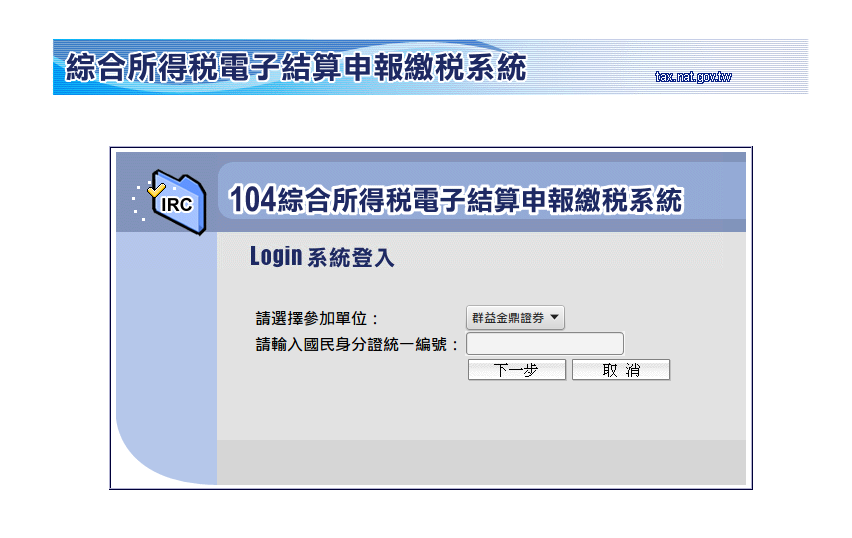 綜合所得稅電子結算申報繳稅系統
tax.nat.gov.tw
IRC
104綜合所得稅電子結算申報繳稅系統
Login 系統登入
請選擇參加單位： 群益金鼎證券
請輸入國民身分證統一編號：
下一步 取 消